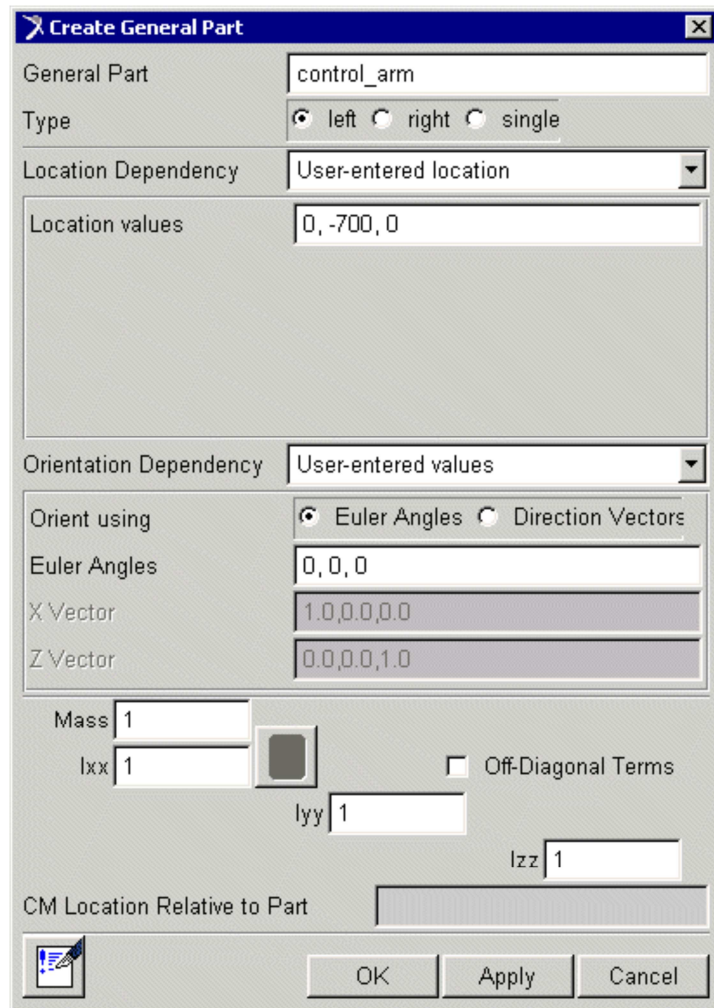 Create General Part
General Part control_arm
Type left right single
Location Dependency User-entered location
Location values 0, -700, 0
Orientation Dependency User-entered values
Orient using Euler Angles Direction Vectors
Euler Angles 0, 0, 0
X Vector 1.0,0.0,0.0
Z Vector 0.0,0.0,1.0
Mass 1
Ixx 1
Off-Diagonal Terms
Iyy 1
Izz 1
CM Location Relative to Part
OK Apply Cancel